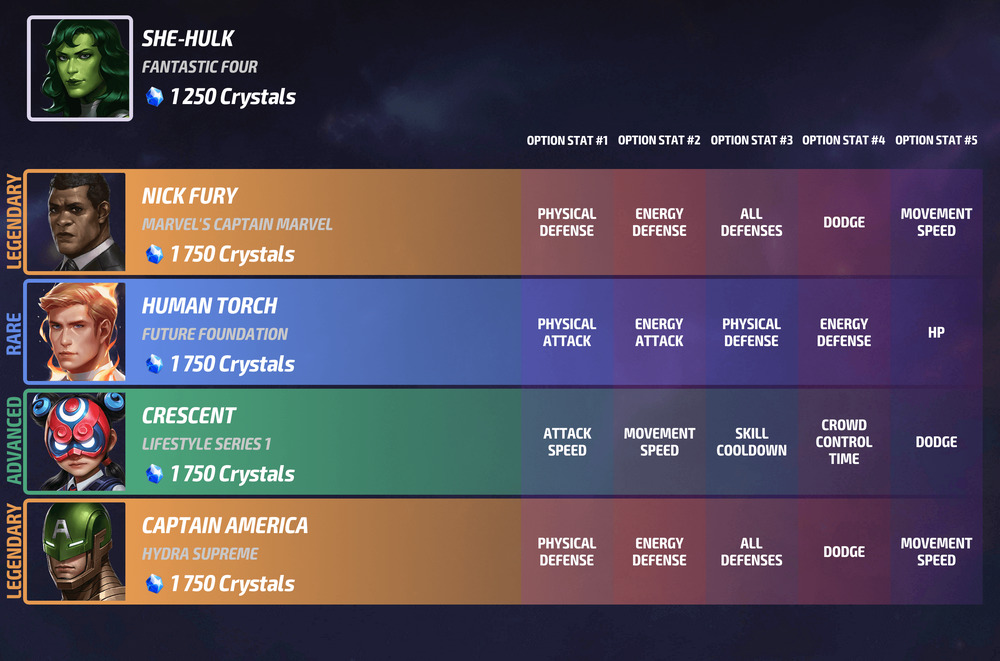 SHE-HULK
FANTASTIC FOUR
1 250 Crystals
OPTION STAT #1 OPTION STAT #2 OPTION STAT #3 OPTION STAT #4 OPTION STAT #5
LEGENDARY
NICK FURY
MARVEL'S CAPTAIN MARVEL
1 750 Crystals
PHYSICAL
DEFENSE
ENERGY
DEFENSE
ALL
DEFENSES
DODGE
MOVEMENT
SPEED
RARE
HUMAN TORCH
FUTURE FOUNDATION
1 750 Crystals
PHYSICAL
ATTACK
ENERGY
ATTACK
PHYSICAL
DEFENSE
ENERGY
DEFENSE
HP
ADVANCED
CRESCENT
LIFESTYLE SERIES 1
1 750 Crystals
ATTACK
SPEED
MOVEMENT
SPEED
SKILL
COOLDOWN
CROWD
CONTROL
TIME
DODGE
LEGENDARY
CAPTAIN AMERICA
HYDRA SUPREME
1 750 Crystals
PHYSICAL
DEFENSE
ENERGY
DEFENSE
ALL
DEFENSES
DODGE
MOVEMENT
SPEED
A